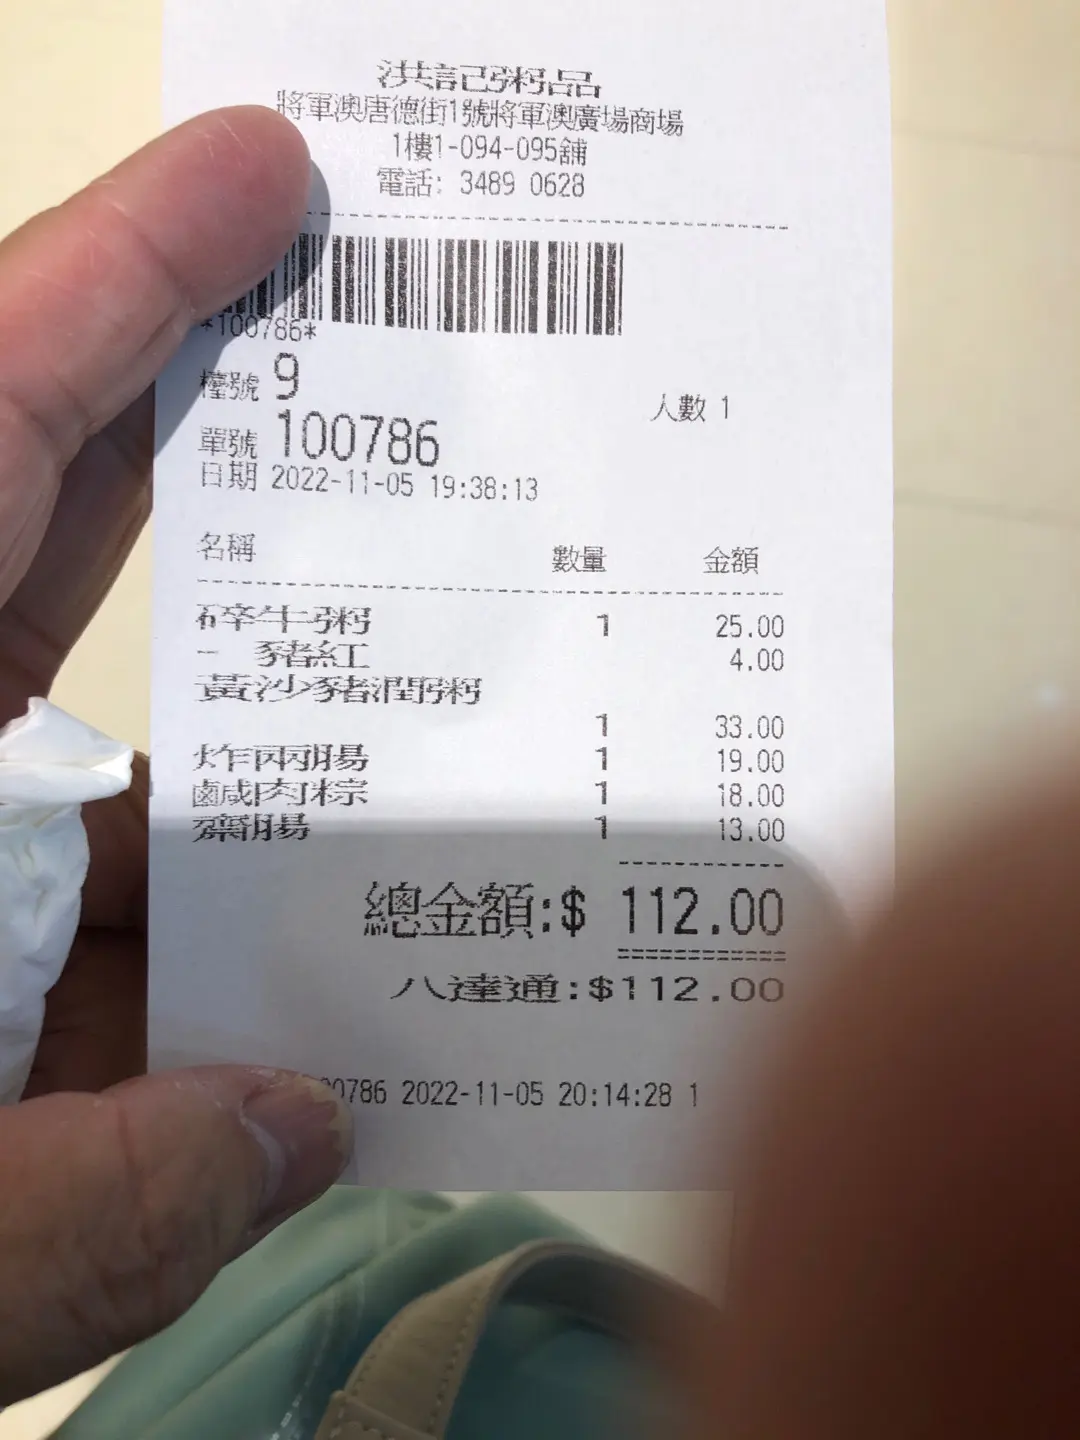 洪記粥品
將軍澳唐德街1號將軍澳廣場商場
1樓1-094-095舖
電話: 3489 0628
*100786*
檯號 9
人數 1
單號 100786
日期 2022-11-05 19:38:13
名稱 數量 金額
碎牛粥 1 25.00
- 豬紅 4.00
黃沙豬潤粥
1 33.00
炸兩腸 1 19.00
鹹肉粽 1 18.00
齋腸 1 13.00
總金額:$ 112.00
八達通:$112.00
00786 2022-11-05 20:14:28 1